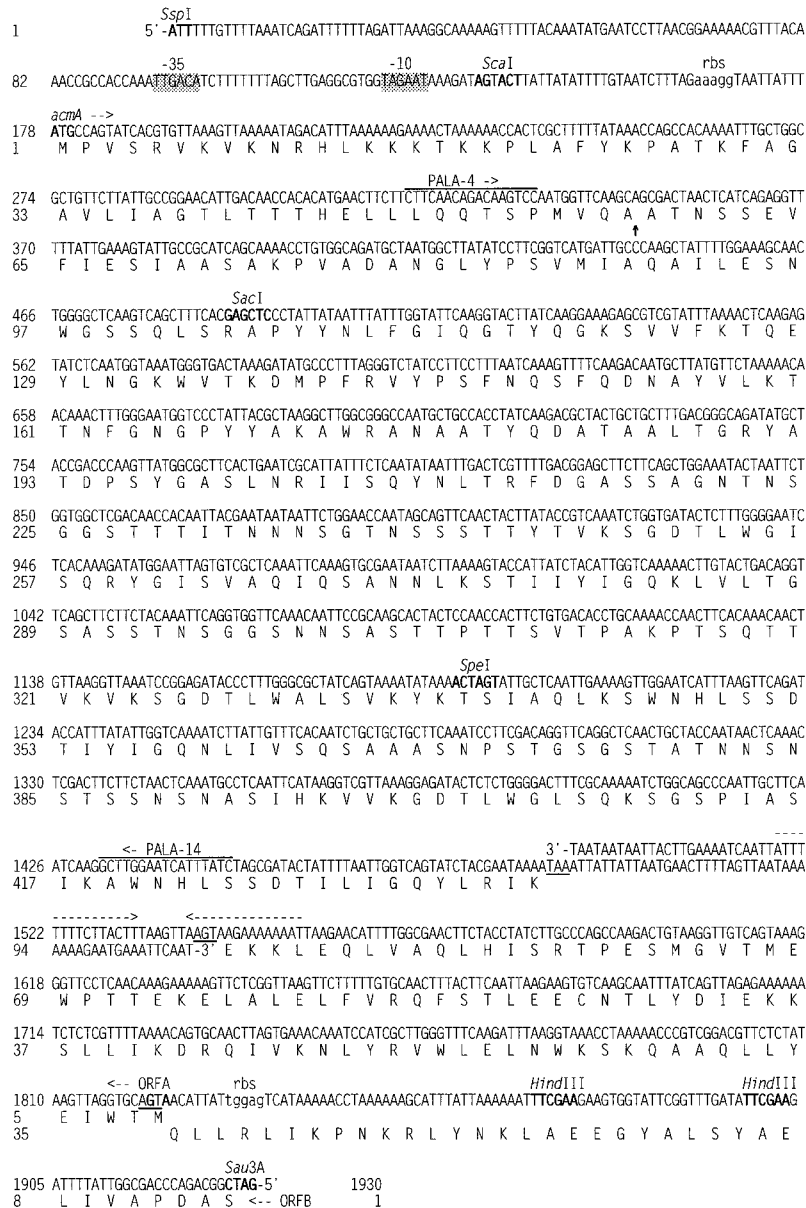 SspI
1 5'-ATTTTTGTTTTAAATCAGATTTTTTAGATTAAAGGCAAAAAGTTTTTACAAATATGAATCCTTAACGGAAAAACGTTTACA
-35 -10 ScaI rbs
82 AACCGCCACCAAATTGACATCTTTTTTTAGCTTGAGGCGTGGTAGAATAAAGATAGTACTTATTATATTTTGTAATCTTTAGaaaggTAATTATTT
acmA -->
178 ATGCCAGTATCACGTGTTAAAGTTAAAAATAGACATTTAAAAAAGAAAACTAAAAAACCACTCGCTTTTTATAAACCAGCCACAAAATTTGCTGGC
1 M P V S R V K V K N R H L K K K T K K P L A F Y K P A T K F A G
PALA-4 ->
274 GCTGTTCTTATTGCCGGAACATTGACAACCACACATGAACTTCTTCTTCAACAGACAAGTCCAATGGTTCAAGCAGCGACTAACTCATCAGAGGTT
33 A V L I A G T L T T T H E L L L Q Q T S P M V Q A A T N S S E V
370 TTTATTGAAAGTATTGCCGCATCAGCAAAACCTGTGGCAGATGCTAATGGCTTATATCCTTCGGTCATGATTGCCCAAGCTATTTTGGAAAGCAAC
65 F I E S I A A S A K P V A D A N G L Y P S V M I A Q A I L E S N
SacI
466 TGGGGCTCAAGTCAGCTTTCACGAGCTCCCTATTATAATTTATTTGGTATTCAAGGTACTTATCAAGGAAAGAGCGTCGTATTTAAAACTCAAGAG
97 W G S S Q L S R A P Y Y N L F G I Q G T Y Q G K S V V F K T Q E
562 TATCTCAATGGTAAATGGGTGACTAAAGATATGCCCTTTAGGGTCTATCCTTCCTTTAATCAAAGTTTTCAAGACAATGCTTATGTTCTAAAAACA
129 Y L N G K W V T K D M P F R V Y P S F N Q S F Q D N A Y V L K T
658 ACAAACTTTGGGAATGGTCCCTATTACGCTAAGGCTTGGCGGGCCAATGCTGCCACCTATCAAGACGCTACTGCTGCTTTGACGGGCAGATATGCT
161 T N F G N G P Y Y A K A W R A N A A T Y Q D A T A A L T G R Y A
754 ACCGACCCAAGTTATGGCGCTTCACTGAATCGCATTATTTCTCAATATAATTTGACTCGTTTTGACGGAGCTTCTTCAGCTGGAAATACTAATTCT
193 T D P S Y G A S L N R I I S Q Y N L T R F D G A S S A G N T N S
850 GGTGGCTCGACAACCACAATTACGAATAATAATTCTGGAACCAATAGCAGTTCAACTACTTATACCGTCAAATCTGGTGATACTCTTTGGGGAATC
225 G G S T T T I T N N N S G T N S S S T T Y T V K S G D T L W G I
946 TCACAAAGATATGGAATTAGTGTCGCTCAAATTCAAAGTGCGAATAATCTTAAAAGTACCATTATCTACATTGGTCAAAAACTTGTACTGACAGGT
257 S Q R Y G I S V A Q I Q S A N N L K S T I I Y I G Q K L V L T G
1042 TCAGCTTCTTCTACAAATTCAGGTGGTTCAAACAATTCCGCAAGCACTACTCCAACCACTTCTGTGACACCTGCAAAACCAACTTCACAAACAACT
289 S A S S T N S G G S N N S A S T T P T T S V T P A K P T S Q T T
SpeI
1138 GTTAAGGTTAAATCCGGAGATACCCTTTGGGCGCTATCAGTAAAATATAAAACTAGTATTGCTCAATTGAAAAGTTGGAATCATTTAAGTTCAGAT
321 V K V K S G D T L W A L S V K Y K T S I A Q L K S W N H L S S D
1234 ACCATTTATATTGGTCAAAATCTTATTGTTTCACAATCTGCTGCTGCTTCAAATCCTTCGACAGGTTCAGGCTCAACTGCTACCAATAACTCAAAC
353 T I Y I G Q N L I V S Q S A A A S N P S T G S G S T A T N N S N
1330 TCGACTTCTTCTAACTCAAATGCCTCAATTCATAAGGTCGTTAAAGGAGATACTCTCTGGGGACTTTCGCAAAAATCTGGCAGCCCAATTGCTTCA
385 S T S S N S N A S I H K V V K G D T L W G L S Q K S G S P I A S
<- PALA-14 3'-TAATAATAATTACTTGAAAATCAATTATTT
1426 ATCAAGGCTTGGAATCATTTATCTAGCGATACTATTTTAATTGGTCAGTATCTACGAATAAAATAAATTATTATTAATGAACTTTTAGTTAATAAA
417 I K A W N H L S S D T I L I G Q Y L R I K
----------> <-------------
1522 TTTTCTTACTTTAAGTTAAAGTAAGAAAAAAATTAAGAACATTTTGGCGAACTTCTACCTATCTTGCCCAGCCAAGACTGTAAGGTTGTCAGTAAAG
94 AAAAGAATGAAATTCAAT-3' E K K L E Q L V A Q L H I S R T P E S M G V T M E
1618 GGTTCCTCAACAAAGAAAAAGTTCTCGGTTAAGTTCTTTTTGTGCAACTTTACTTCAATTAAGAAGTGTCAAGCAATTTATCAGTTAGAGAAAAAA
69 W P T T E K E L A L E L F V R Q F S T L E E C N T L Y D I E K K
1714 TCTCTCGTTTTAAAACAGTGCAACTTAGTGAAACAAATCCATCGCTTGGGTTTCAAGATTTAAGGTAAACCTAAAAACCCGTCGGACGTTCTCTAT
37 S L L I K D R Q I V K N L Y R V W L E L N W K S K Q A A Q L L Y
<-- ORFA rbs HindIII HindIII
1810 AAGTTAGGTGCAGTAACATTATtggagTCATAAAAACCTAAAAAAGCATTTATTAAAAAATTTCGAAGAAGTGGTATTCGGTTTGATATTCGAAG
5 E I W T M
35 Q L L R L I K P N K R L Y N K L A E E G Y A L S Y A E
Sau3A
1905 ATTTTATTGGCGACCCAGACGGCTAG-5' 1930
8 L I V A P D A S <-- ORFB 1